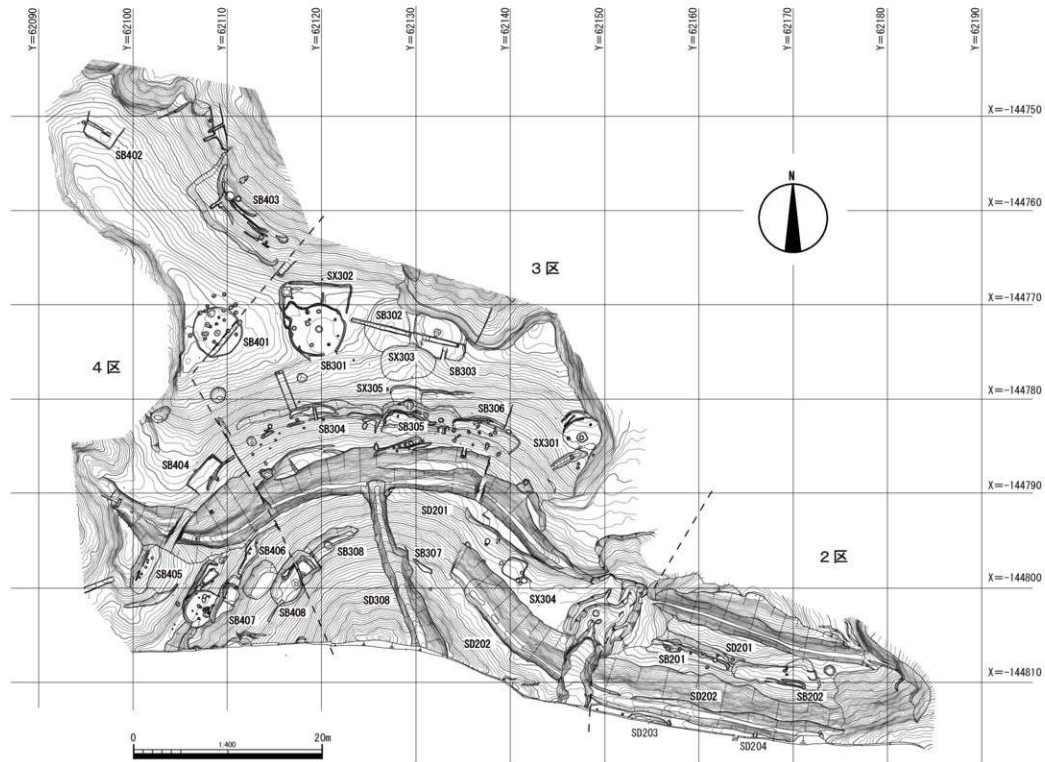 Y=62090
Y=62100
Y=62110
Y=62120
Y=62130
Y=62140
Y=62150
Y=62160
Y=62170
Y=62180
Y=62190
X=-144750
SB402
N
SB403
X=-144760
3区
SX302
X=-144770
SB302
SB401
SX303
SB301
SB303
4区
SX305
X=-144780
SB306
SB304
SB305
SX301
SB404
X=-144790
SD201
SB406
SB308
SB307
2区
SB405
X=-144800
SX304
SB408
SD308
SB407
SD201
SD202
SB201
X=-144810
SD202
SB202
SD203
SD204
0
1:400
20m